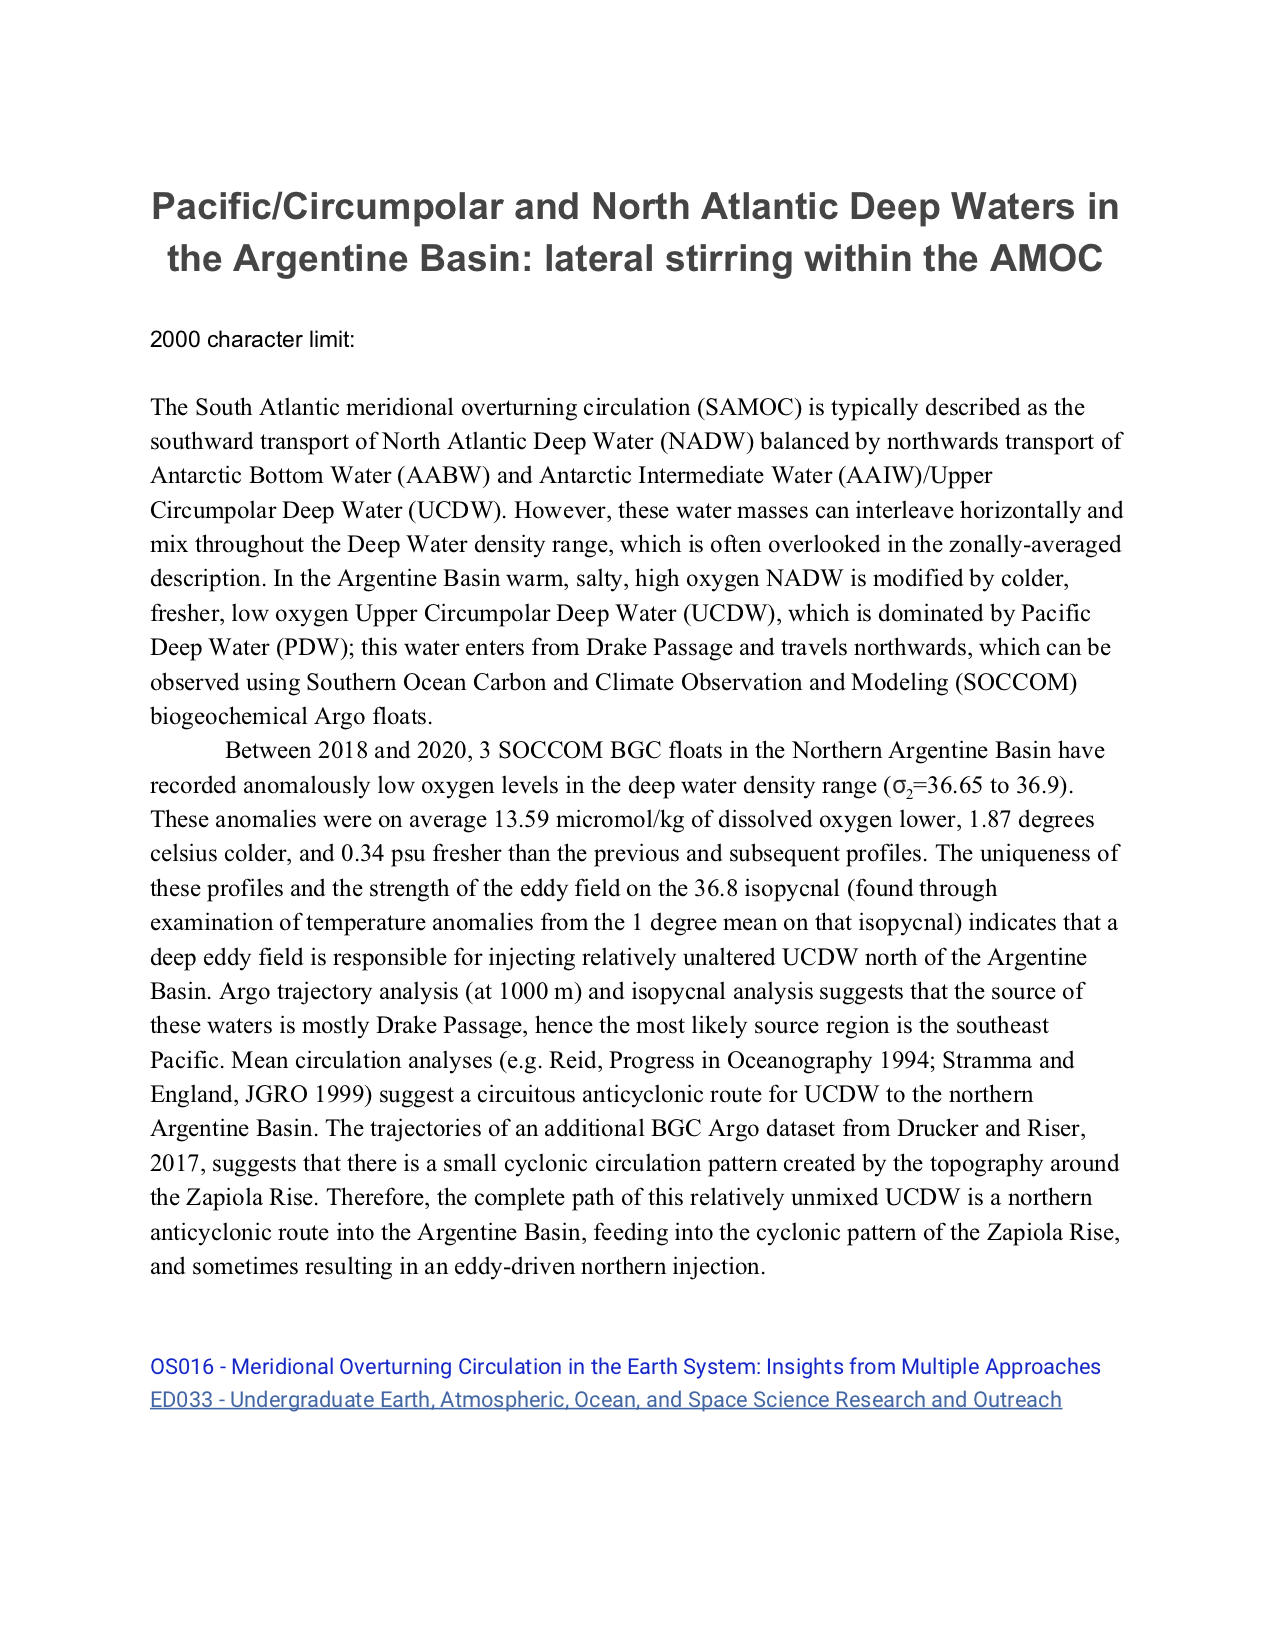 Pacific/Circumpolar and North Atlantic Deep Waters in
the Argentine Basin: lateral stirring within the AMOC
2000 character limit:
The South Atlantic meridional overturning circulation (SAMOC) is typically described as the
southward transport of North Atlantic Deep Water (NADW) balanced by northwards transport of
Antarctic Bottom Water (AABW) and Antarctic Intermediate Water (AAIW)/Upper
Circumpolar Deep Water (UCDW). However, these water masses can interleave horizontally and
mix throughout the Deep Water density range, which is often overlooked in the zonally-averaged
description. In the Argentine Basin warm, salty, high oxygen NADW is modified by colder,
fresher, low oxygen Upper Circumpolar Deep Water (UCDW), which is dominated by Pacific
Deep Water (PDW); this water enters from Drake Passage and travels northwards, which can be
observed using Southern Ocean Carbon and Climate Observation and Modeling (SOCCOM)
biogeochemical Argo floats.
Between 2018 and 2020, 3 SOCCOM BGC floats in the Northern Argentine Basin have
recorded anomalously low oxygen levels in the deep water density range (σ₂=36.65 to 36.9).
These anomalies were on average 13.59 micromol/kg of dissolved oxygen lower, 1.87 degrees
celsius colder, and 0.34 psu fresher than the previous and subsequent profiles. The uniqueness of
these profiles and the strength of the eddy field on the 36.8 isopycnal (found through
examination of temperature anomalies from the 1 degree mean on that isopycnal) indicates that a
deep eddy field is responsible for injecting relatively unaltered UCDW north of the Argentine
Basin. Argo trajectory analysis (at 1000 m) and isopycnal analysis suggests that the source of
these waters is mostly Drake Passage, hence the most likely source region is the southeast
Pacific. Mean circulation analyses (e.g. Reid, Progress in Oceanography 1994; Stramma and
England, JGRO 1999) suggest a circuitous anticyclonic route for UCDW to the northern
Argentine Basin. The trajectories of an additional BGC Argo dataset from Drucker and Riser,
2017, suggests that there is a small cyclonic circulation pattern created by the topography around
the Zapiola Rise. Therefore, the complete path of this relatively unmixed UCDW is a northern
anticyclonic route into the Argentine Basin, feeding into the cyclonic pattern of the Zapiola Rise,
and sometimes resulting in an eddy-driven northern injection.
OS016 - Meridional Overturning Circulation in the Earth System: Insights from Multiple Approaches
ED033 - Undergraduate Earth, Atmospheric, Ocean, and Space Science Research and Outreach